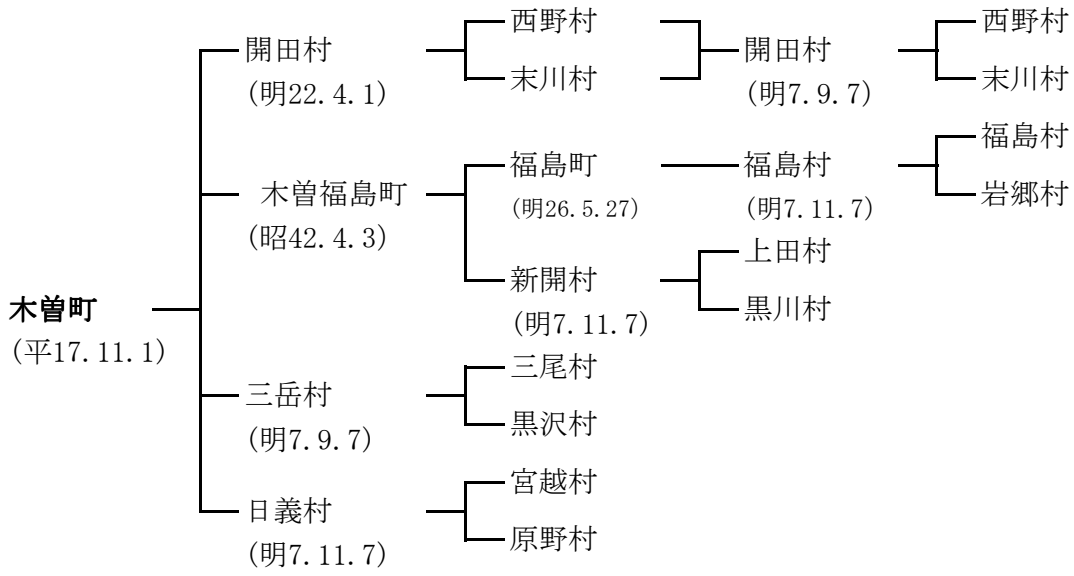 西野村
西野村
開田村
開田村
末川村
末川村
(明22.4.1)
(明7.9.7)
福島村
福島町
福島村
木曽福島町
岩郷村
(明26.5.27)
(明7.11.7)
(昭42.4.3)
上田村
新開村
木曽町
黒川村
(明7.11.7)
(平17.11.1)
三尾村
三岳村
黒沢村
(明7.9.7)
宮越村
日義村
原野村
(明7.11.7)